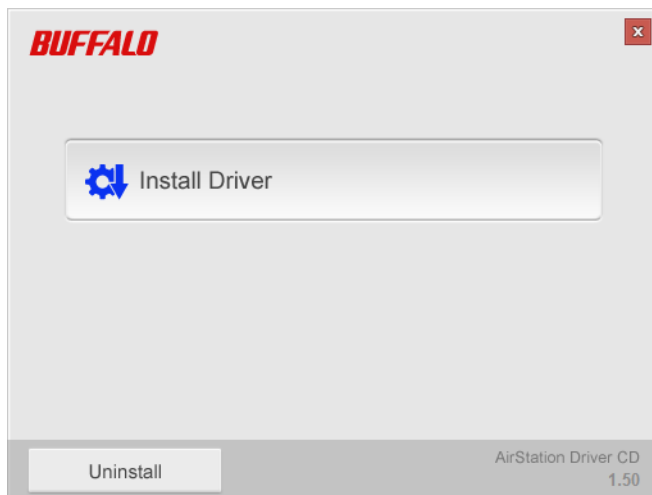 BUFFALO
x
Install Driver
Uninstall
AirStation Driver CD
1.50